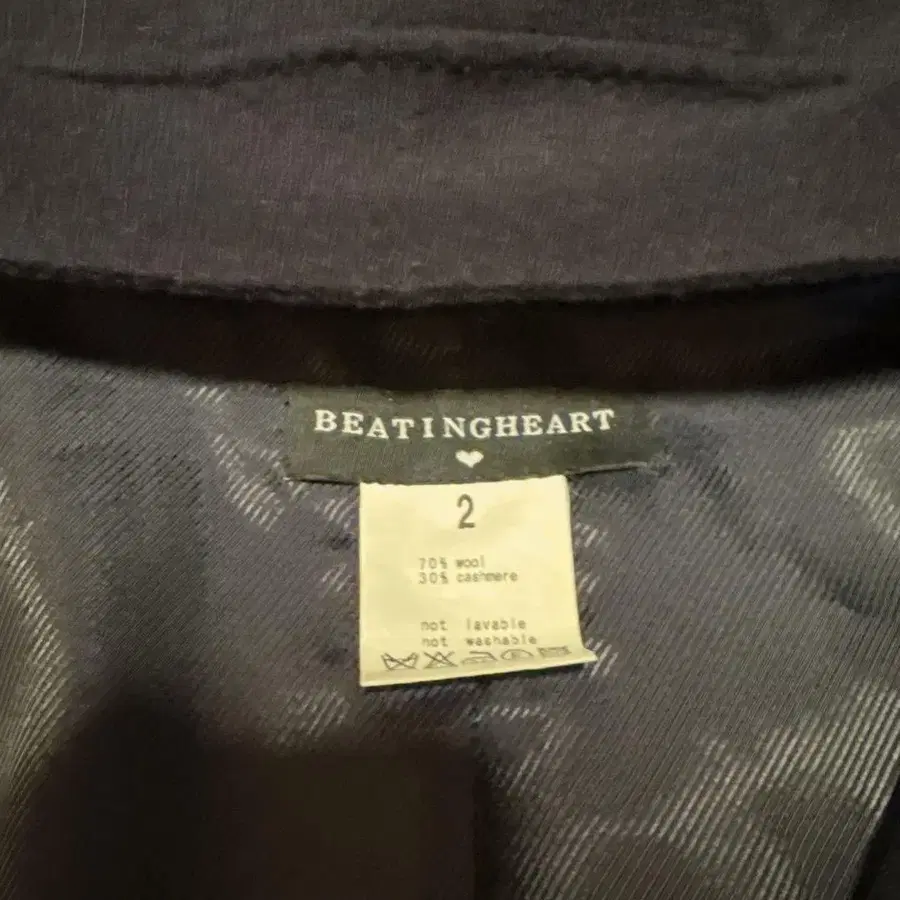 BEATINGHEART
2
70% wool
30% cashmere
not lavable
not washable